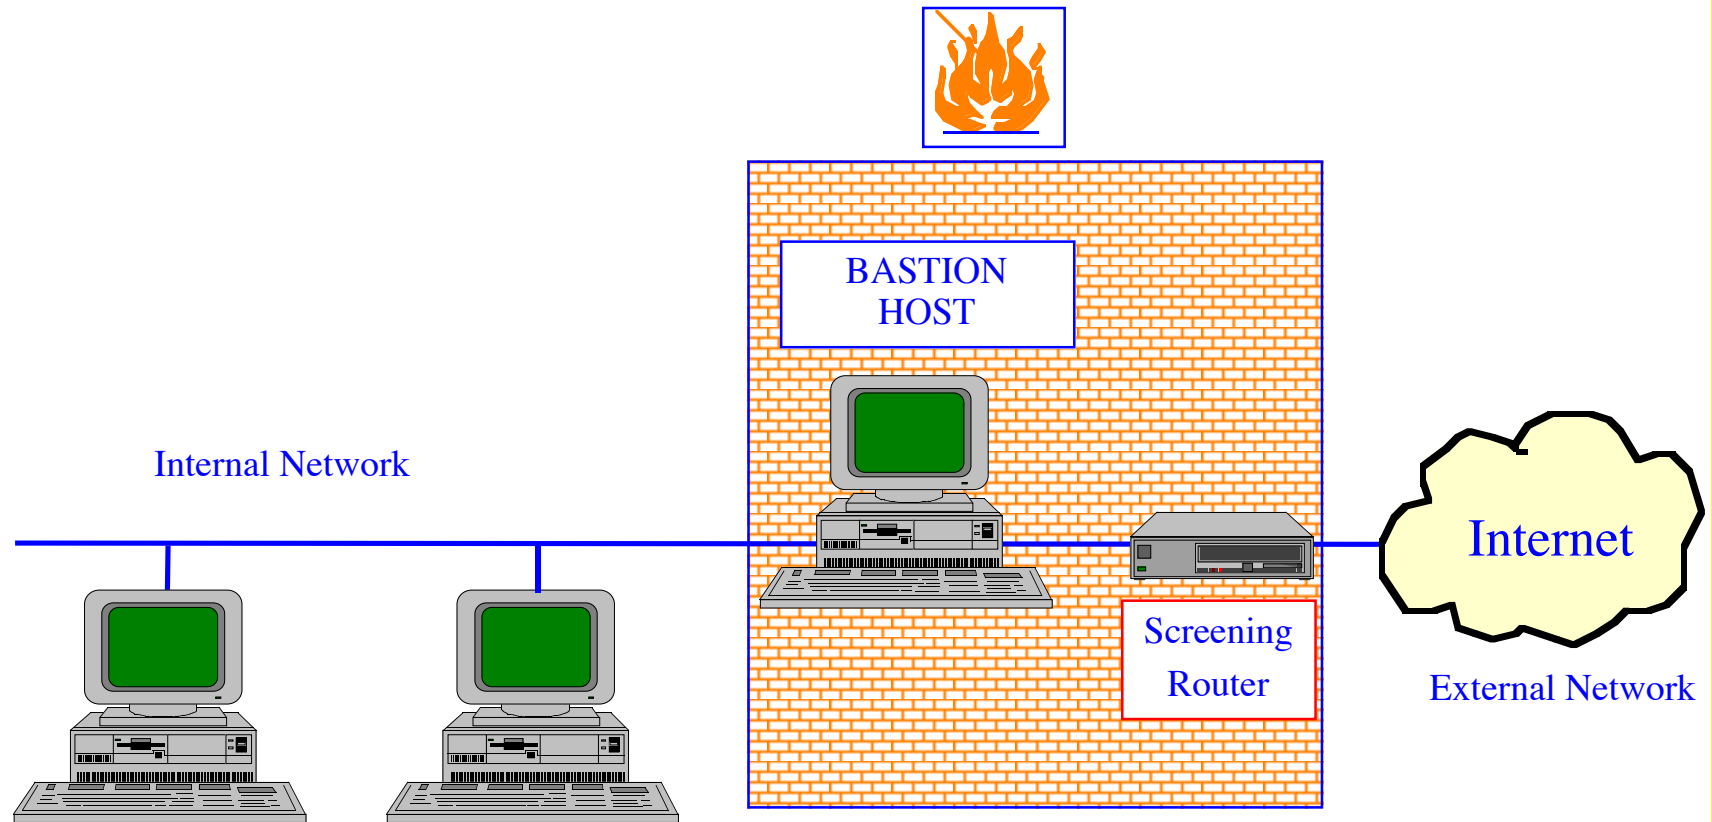 BASTION
HOST
Internal Network
Internet
Screening
Router
External Network